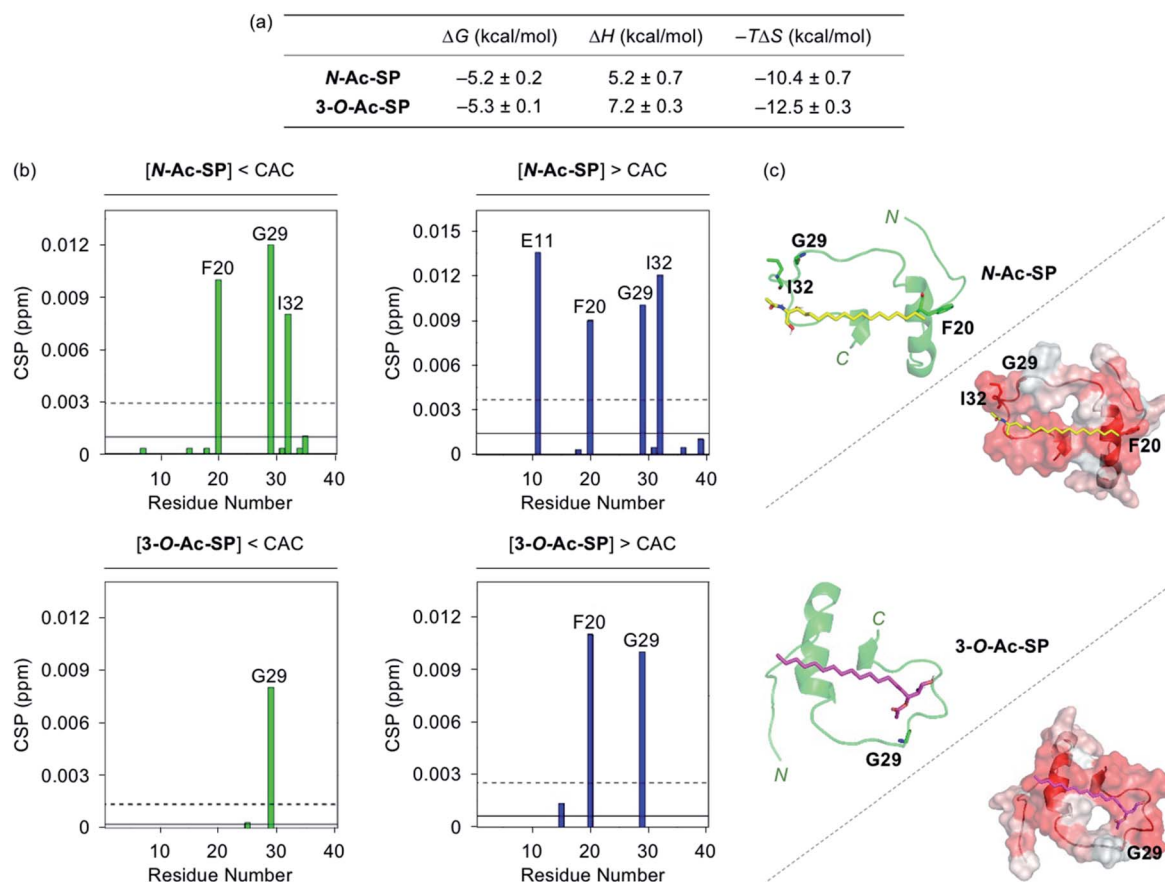 (a)
ΔG (kcal/mol) ΔH (kcal/mol) –TΔS (kcal/mol)
N-Ac-SP –5.2 ± 0.2 5.2 ± 0.7 –10.4 ± 0.7
3-O-Ac-SP –5.3 ± 0.1 7.2 ± 0.3 –12.5 ± 0.3
(b)
[N-Ac-SP] < CAC
CSP (ppm)
0.012
0.009
0.006
0.003
0
F20
G29
I32
0 10 20 30 40
Residue Number
[N-Ac-SP] > CAC
CSP (ppm)
0.015
0.012
0.009
0.006
0.003
0
E11
F20
G29
I32
0 10 20 30 40
Residue Number
(c)
N
G29
I32
N-Ac-SP
F20
C
G29
I32
F20
[3-O-Ac-SP] < CAC
CSP (ppm)
0.012
0.009
0.006
0.003
0
G29
0 10 20 30 40
Residue Number
[3-O-Ac-SP] > CAC
CSP (ppm)
0.012
0.009
0.006
0.003
0
F20
G29
0 10 20 30 40
Residue Number
C
3-O-Ac-SP
G29
N
G29